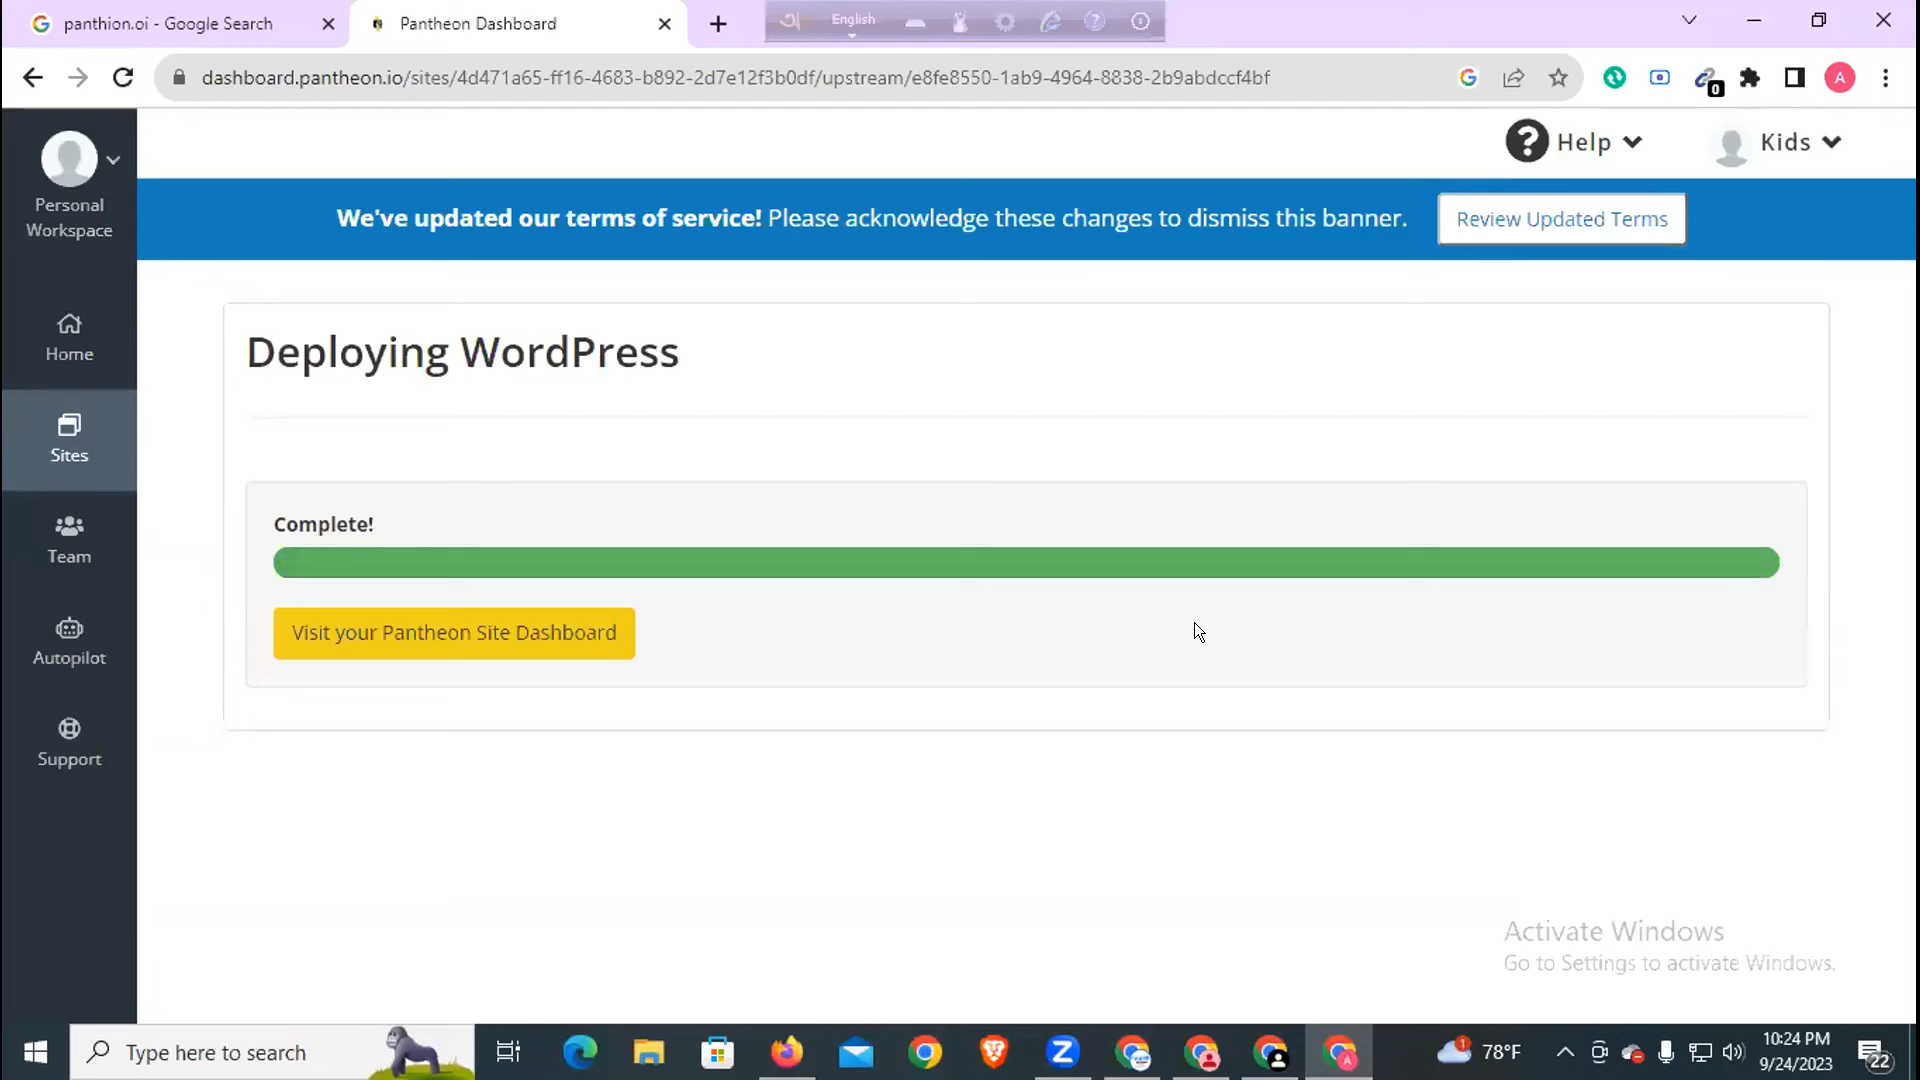 panthion.oi - Google Search
Pantheon Dashboard
English
dashboard.pantheon.io/sites/4d471a65-ff16-4683-b892-2d7e12f3b0df/upstream/e8fe8550-1ab9-4964-8838-2b9abdccf4bf
0
A
Personal
Workspace
Help
Kids
We've updated our terms of service! Please acknowledge these changes to dismiss this banner.
Review Updated Terms
Home
Sites
Team
Autopilot
Support
Deploying WordPress
Complete!
Visit your Pantheon Site Dashboard
Activate Windows
Go to Settings to activate Windows.
Type here to search
1
78°F
10:24 PM
9/24/2023
22